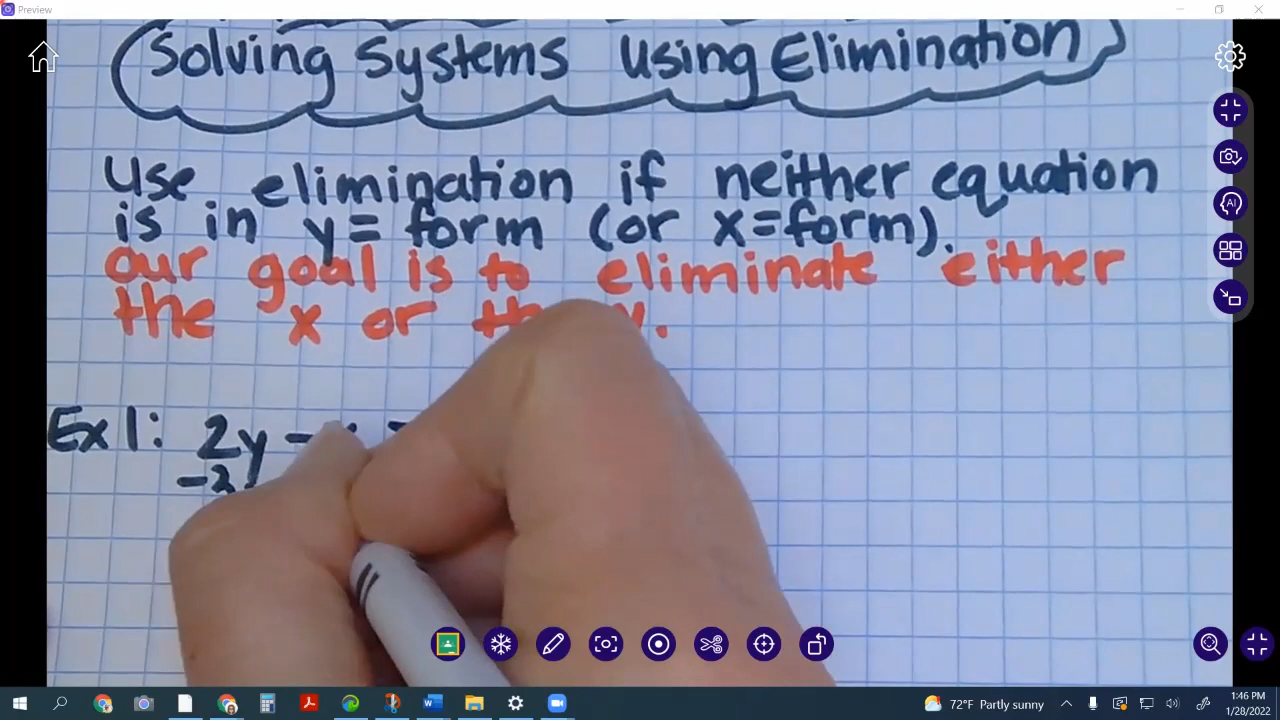 Preview
Solving Systems Using Elimination
Use elimination if neither equation
is in y= form (or x=form).
our goal is to eliminate either
the x or
Ex 1: 2y -
AI
72°F Partly sunny
1:46 PM
1/28/2022